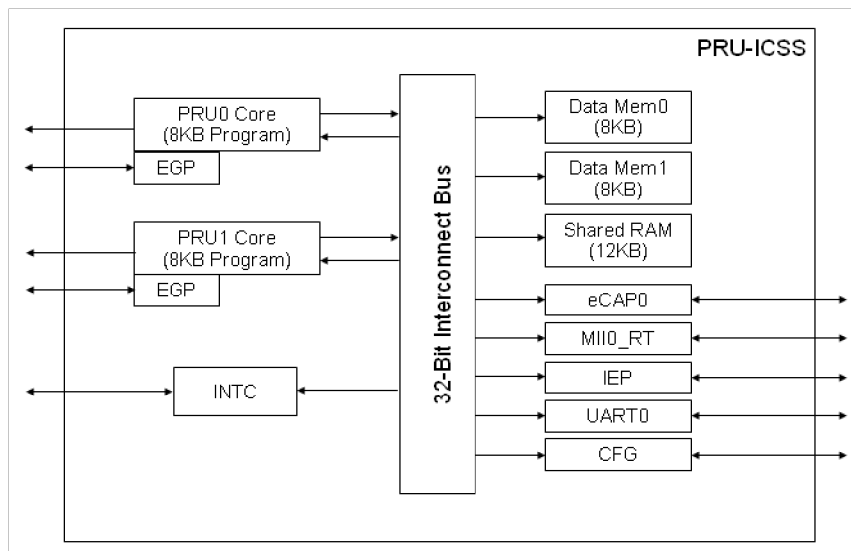 PRU-ICSS
PRU0 Core
(8KB Program)
EGP
PRU1 Core
(8KB Program)
EGP
INTC
32-Bit Interconnect Bus
Data Mem0
(8KB)
Data Mem1
(8KB)
Shared RAM
(12KB)
eCAP0
MII0_RT
IEP
UART0
CFG